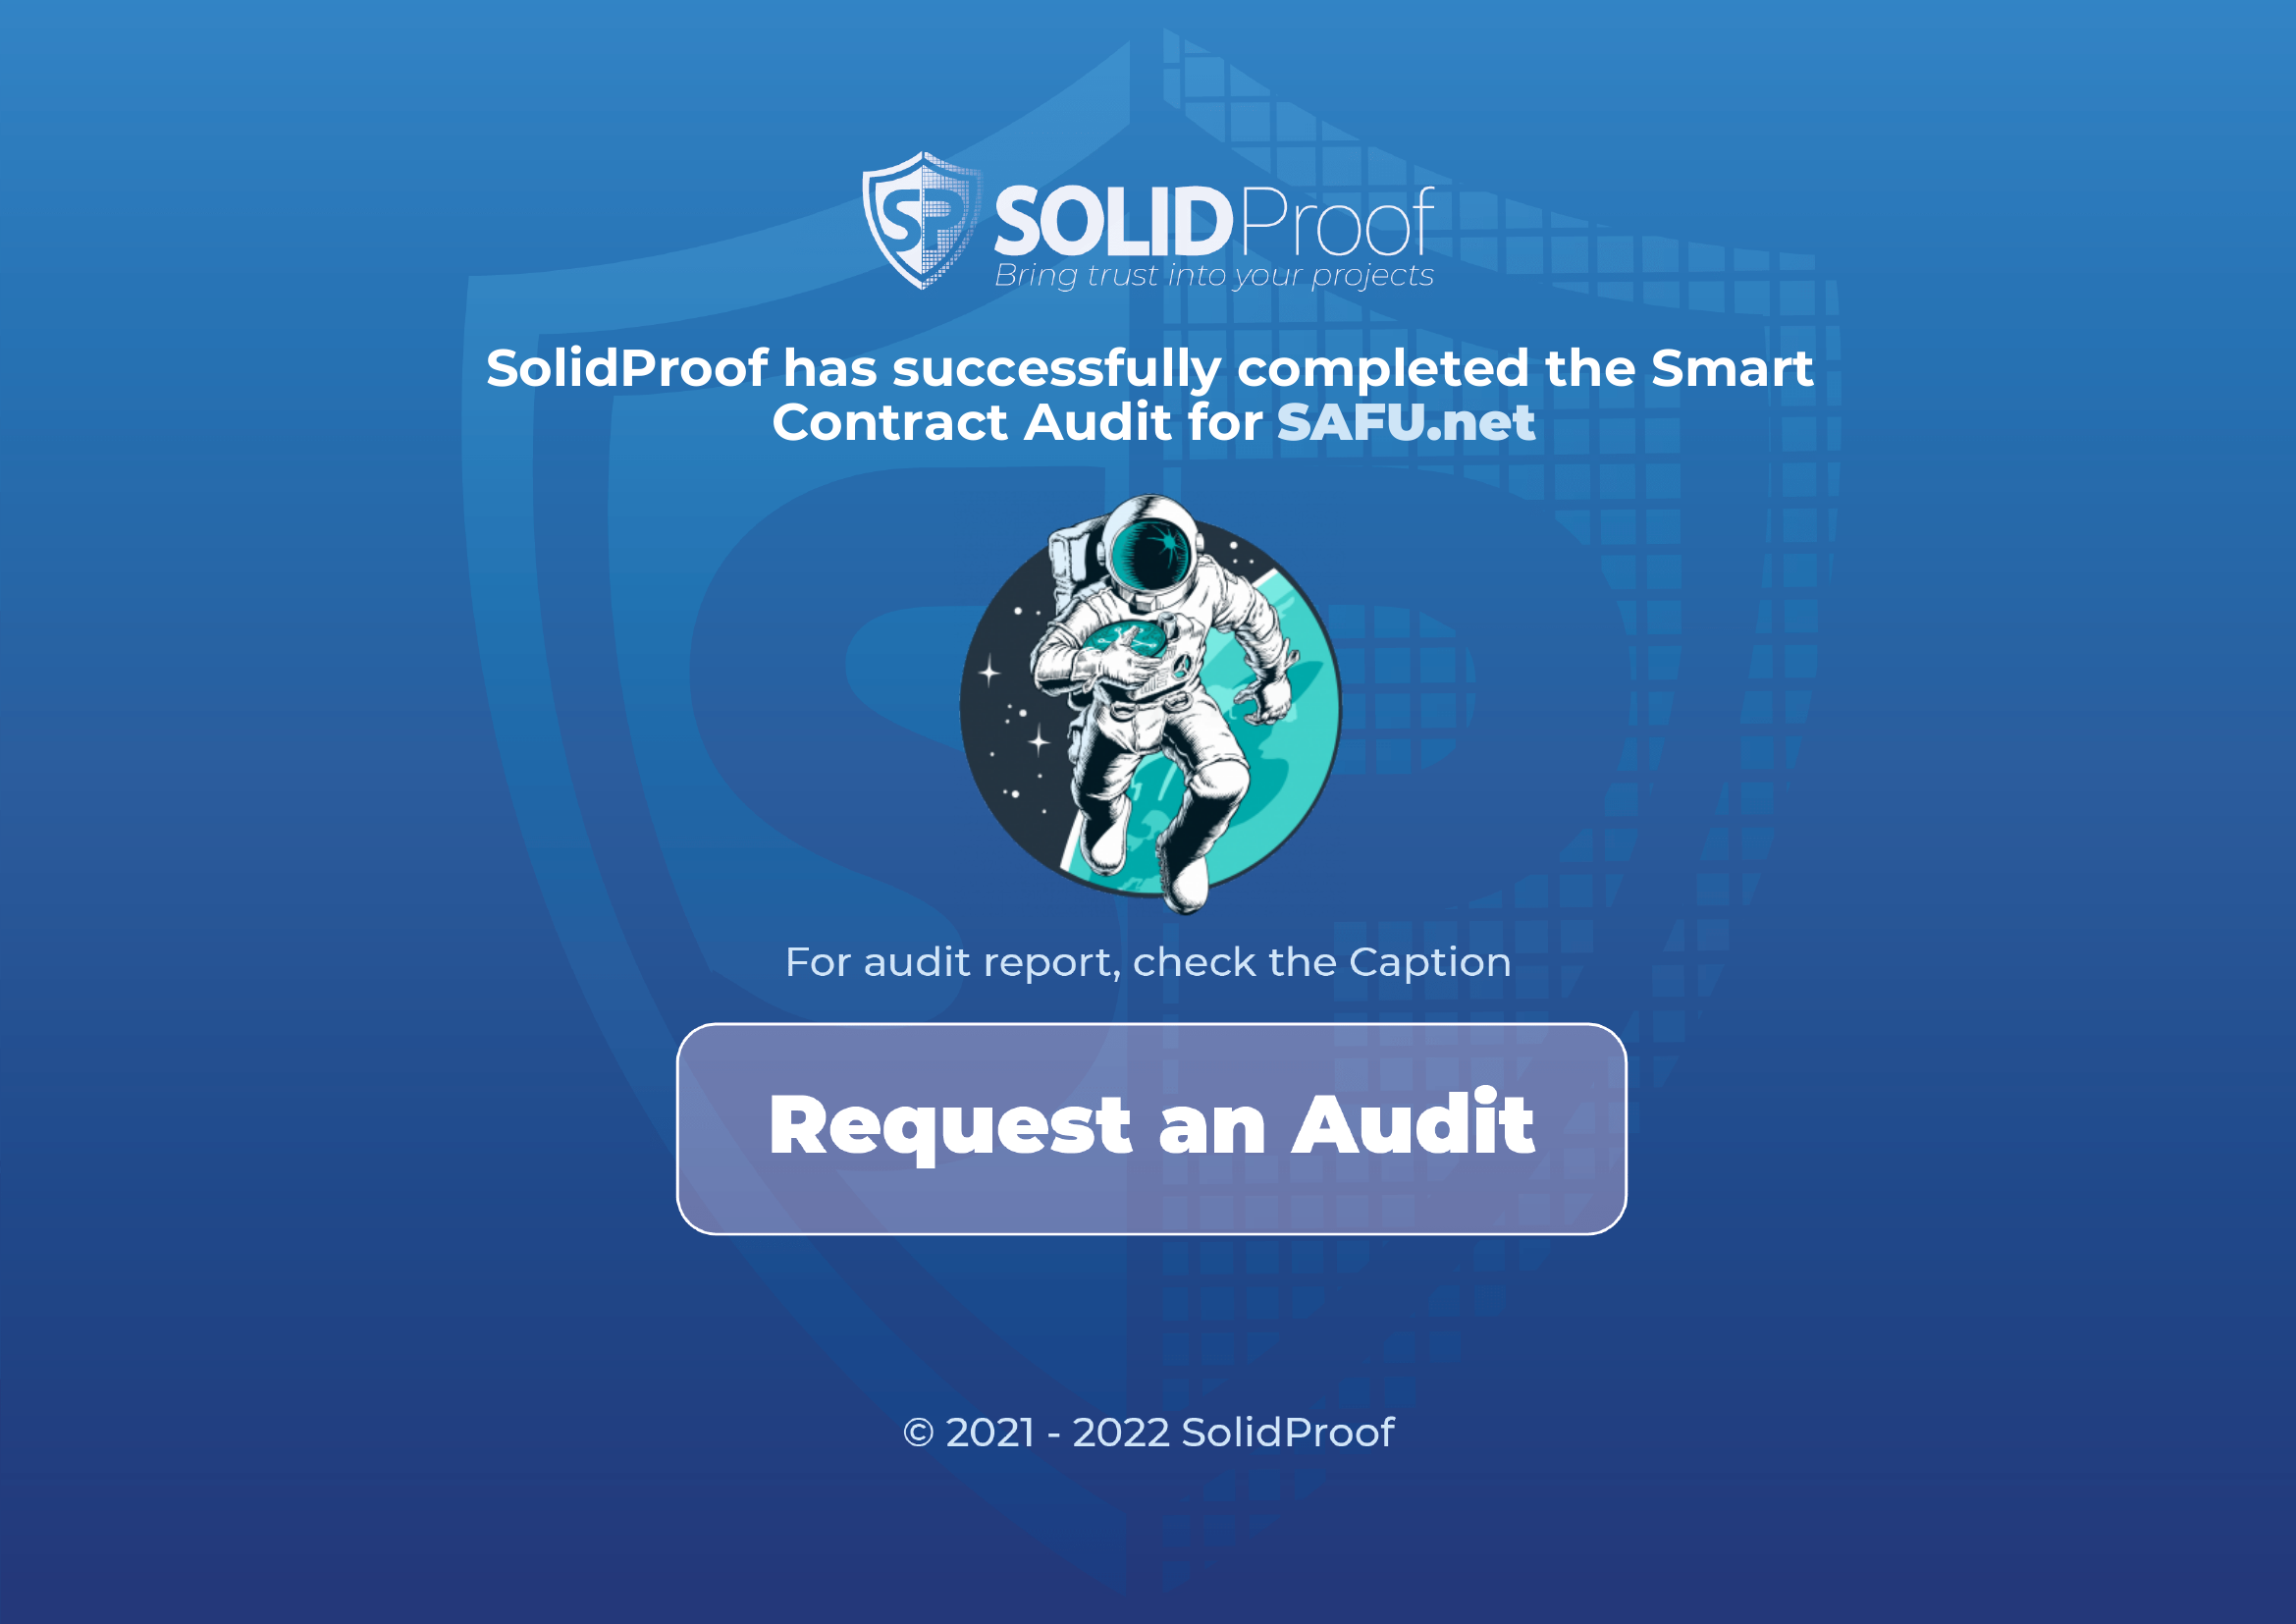 SP SOLIDProof
Bring trust into your projects
SolidProof has successfully completed the Smart
Contract Audit for SAFU.net
For audit report, check the Caption
Request an Audit
© 2021 - 2022 SolidProof